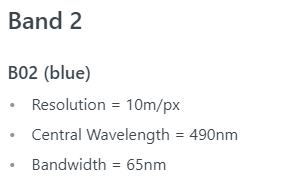 Band 2
B02 (blue)
• Resolution = 10m/px
• Central Wavelength = 490nm
• Bandwidth = 65nm